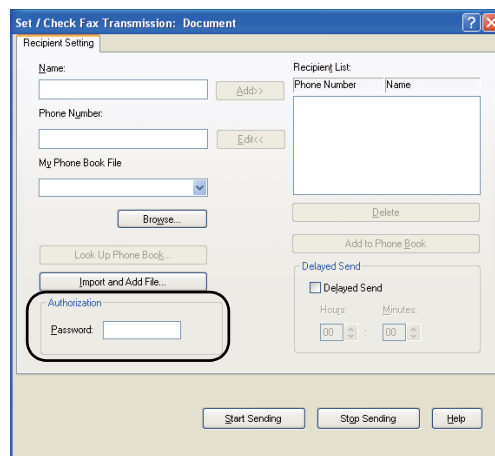 Set / Check Fax Transmission: Document
Recipient Setting
Name:
Add>>
Phone Number:
Edit<<
My Phone Book File
Browse...
Look Up Phone Book...
Import and Add File...
Authorization
Password:
Recipient List:
Phone Number Name
Delete
Add to Phone Book
Delayed Send
Delayed Send
Hours: Minutes:
00 : 00
Start Sending Stop Sending Help